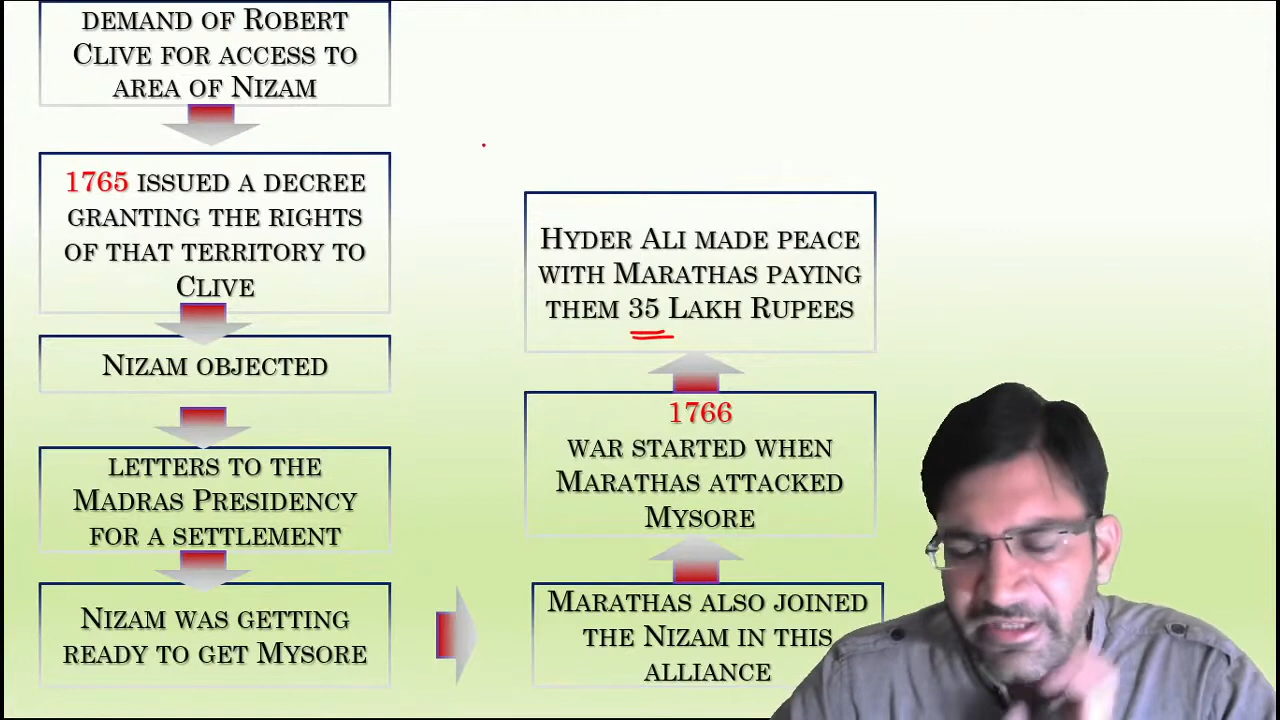 DEMAND OF ROBERT
CLIVE FOR ACCESS TO
AREA OF NIZAM
1765 ISSUED A DECREE
GRANTING THE RIGHTS
OF THAT TERRITORY TO
CLIVE
NIZAM OBJECTED
LETTERS TO THE
MADRAS PRESIDENCY
FOR A SETTLEMENT
NIZAM WAS GETTING
READY TO GET MYSORE
MARATHAS ALSO JOINED
THE NIZAM IN THIS
ALLIANCE
1766
WAR STARTED WHEN
MARATHAS ATTACKED
MYSORE
HYDER ALI MADE PEACE
WITH MARATHAS PAYING
THEM 35 LAKH RUPEES